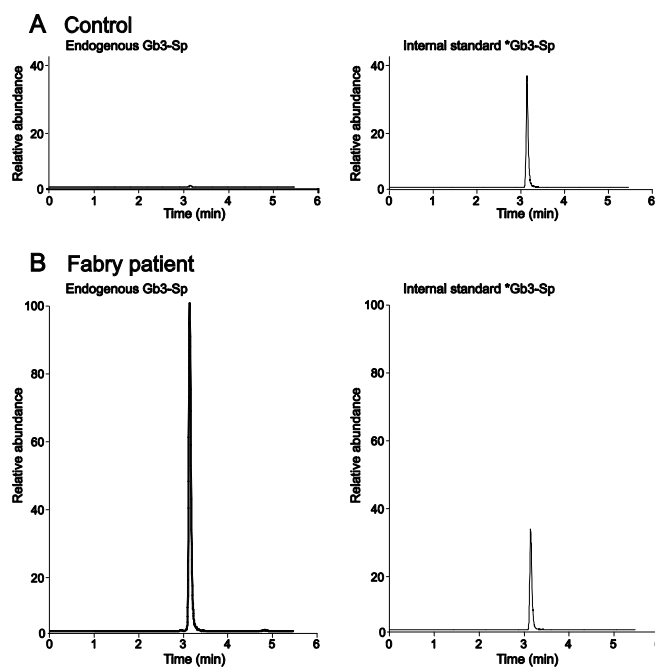 A Control
Endogenous Gb3-Sp
Internal standard *Gb3-Sp
Relative abundance
40
20
0
0 1 2 3 4 5 6
Time (min)
Relative abundance
40
20
0
0 1 2 3 4 5 6
Time (min)
B Fabry patient
Endogenous Gb3-Sp
Internal standard *Gb3-Sp
Relative abundance
100
80
60
40
20
0
0 1 2 3 4 5 6
Time (min)
Relative abundance
100
80
60
40
20
0
0 1 2 3 4 5
Time (min)